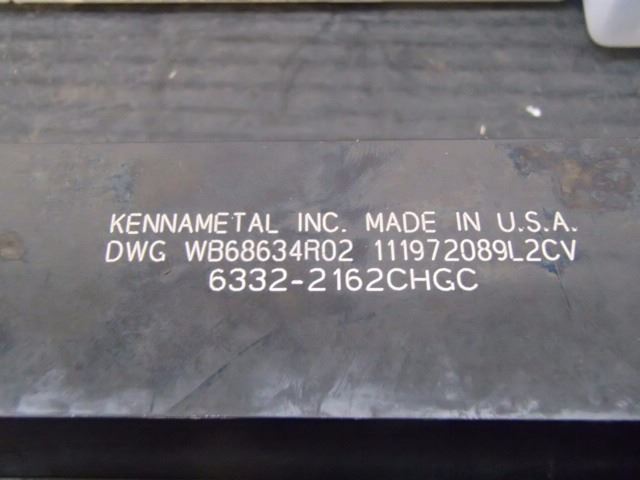 KENNAMETAL INC. MADE IN U.S.A.
DWG WB68634R02 111972089L2CV
6332-2162CHGC